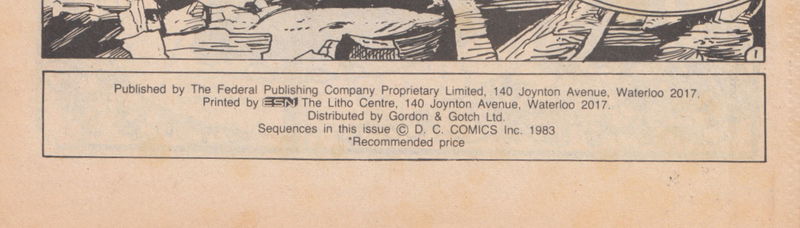 1
Published by The Federal Publishing Company Proprietary Limited, 140 Joynton Avenue, Waterloo 2017.
Printed by ESN The Litho Centre, 140 Joynton Avenue, Waterloo 2017.
Distributed by Gordon & Gotch Ltd.
Sequences in this issue © D. C. COMICS Inc. 1983
*Recommended price